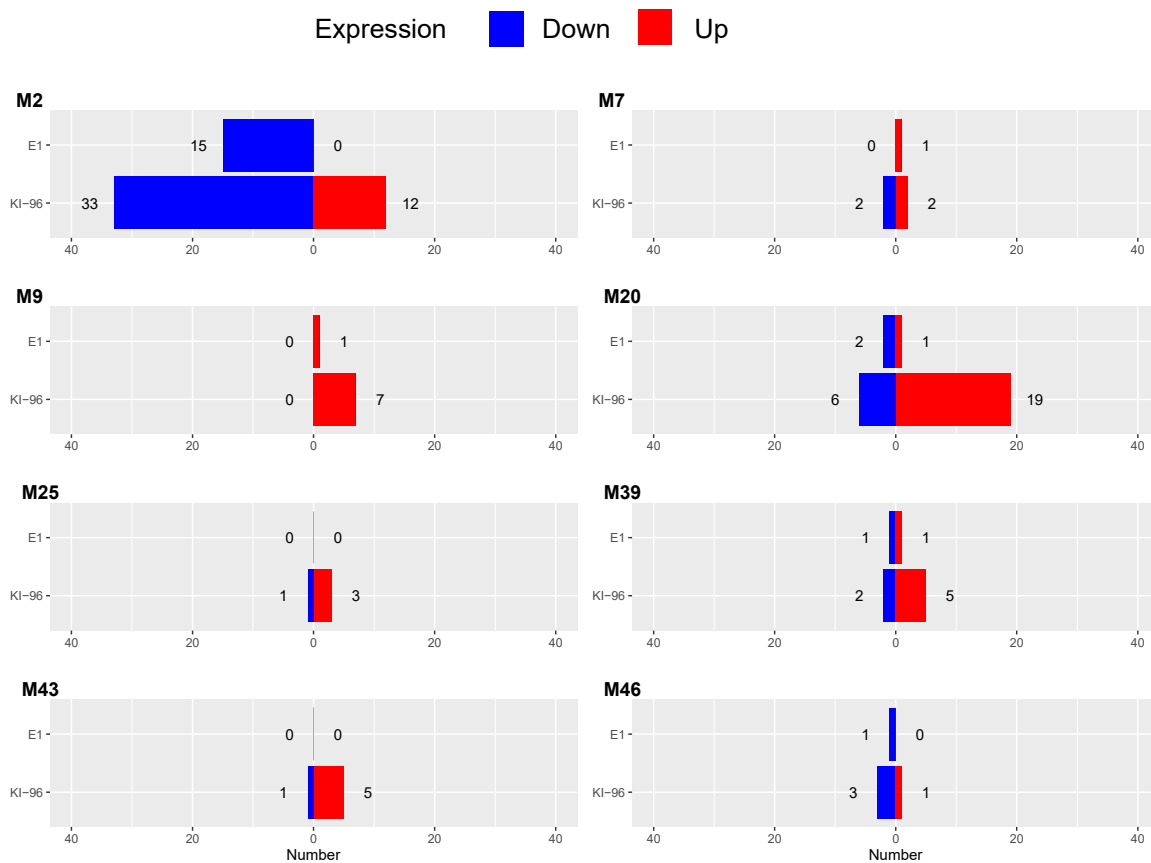 Expression Down Up
M2 M7
E1 15 0 E1 0 1
KI−96 33 12 KI−96 2 2
40 20 0 20 40 40 20 0 20 40
M9 M20
E1 0 1 E1 2 1
KI−96 0 7 KI−96 6 19
40 20 0 20 40 40 20 0 20 40
M25 M39
E1 0 0 E1 1 1
KI−96 1 3 KI−96 2 5
40 20 0 20 40 40 20 0 20 40
M43 M46
E1 0 0 E1 1 0
KI−96 1 5 KI−96 3 1
40 20 0 20 40 40 20 0 20 40
Number Number